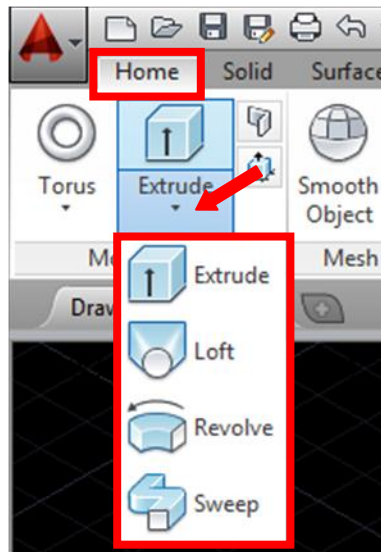 Home Solid Surface
Torus Extrude Smooth
Object
Mesh
Extrude
Loft
Revolve
Sweep